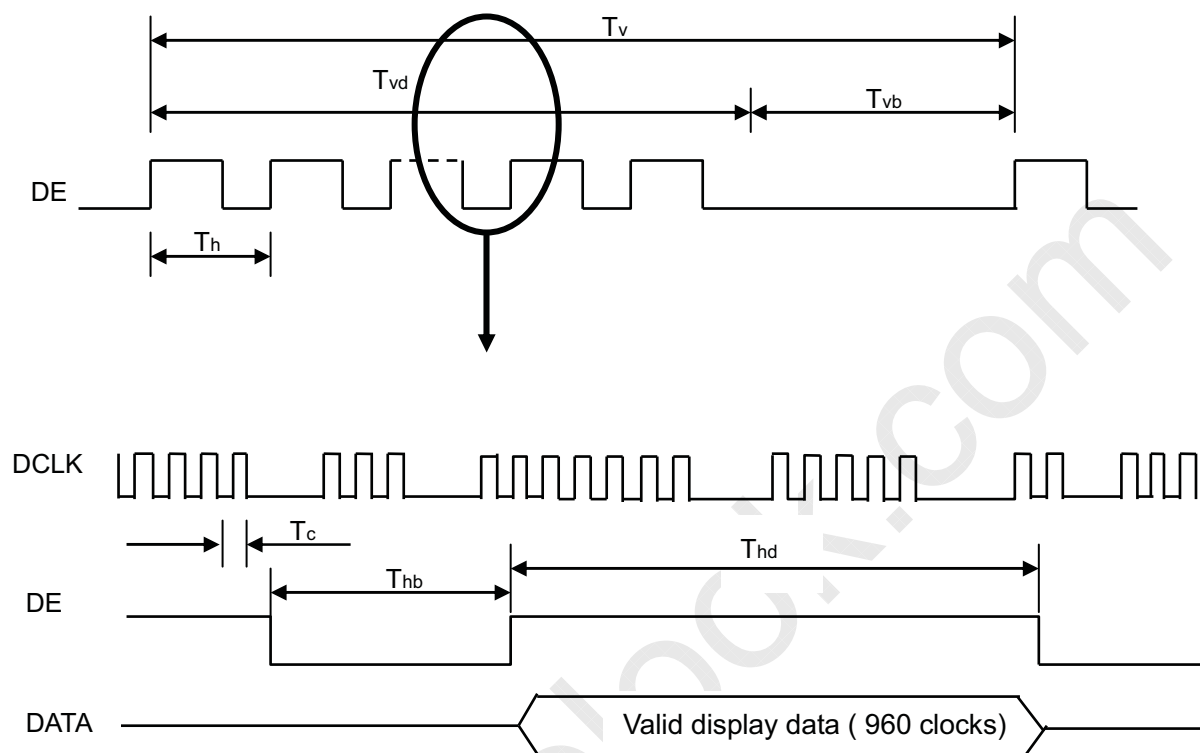 Tv
Tvd
Tvb
DE
Th
DCLK
Tc
Thd
Thb
DE
DATA Valid display data ( 960 clocks)